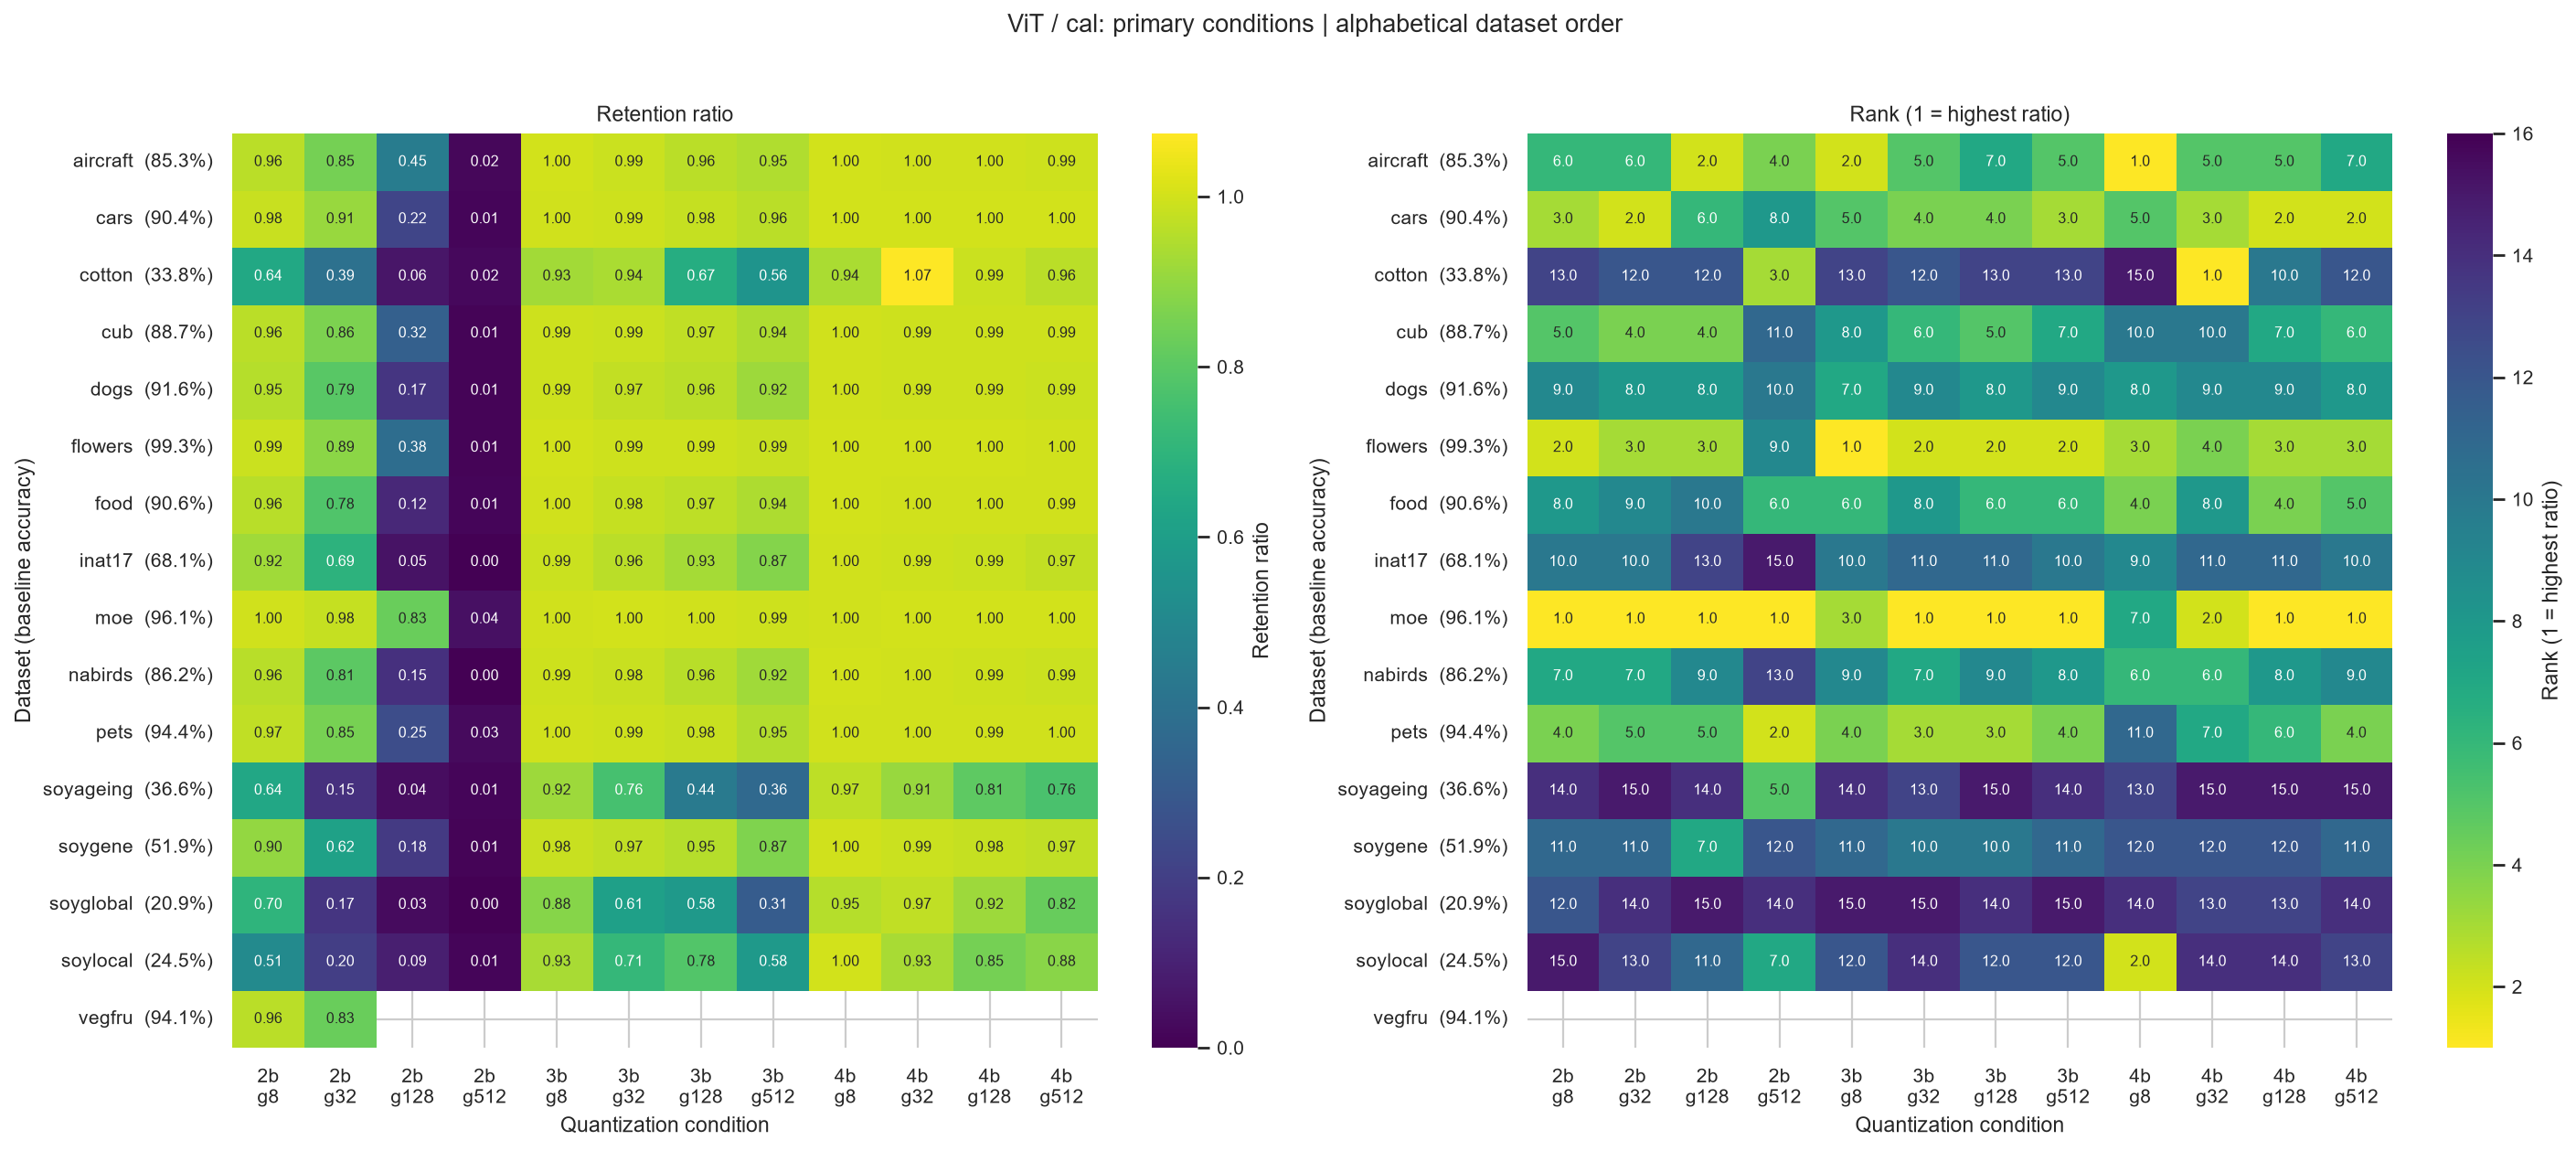 ViT / cal: primary conditions | alphabetical dataset order
Retention ratio
aircraft (85.3%) 0.96 0.85 0.45 0.02 1.00 0.99 0.96 0.95 1.00 1.00 1.00 0.99
cars (90.4%) 0.98 0.91 0.22 0.01 1.00 0.99 0.98 0.96 1.00 1.00 1.00 1.00
cotton (33.8%) 0.64 0.39 0.06 0.02 0.93 0.94 0.67 0.56 0.94 1.07 0.99 0.96
cub (88.7%) 0.96 0.86 0.32 0.01 0.99 0.99 0.97 0.94 1.00 0.99 0.99 0.99
dogs (91.6%) 0.95 0.79 0.17 0.01 0.99 0.97 0.96 0.92 1.00 0.99 0.99 0.99
flowers (99.3%) 0.99 0.89 0.38 0.01 1.00 0.99 0.99 0.99 1.00 1.00 1.00 1.00
food (90.6%) 0.96 0.78 0.12 0.01 1.00 0.98 0.97 0.94 1.00 1.00 1.00 0.99
inat17 (68.1%) 0.92 0.69 0.05 0.00 0.99 0.96 0.93 0.87 1.00 0.99 0.99 0.97
moe (96.1%) 1.00 0.98 0.83 0.04 1.00 1.00 1.00 0.99 1.00 1.00 1.00 1.00
nabirds (86.2%) 0.96 0.81 0.15 0.00 0.99 0.98 0.96 0.92 1.00 1.00 0.99 0.99
pets (94.4%) 0.97 0.85 0.25 0.03 1.00 0.99 0.98 0.95 1.00 1.00 0.99 1.00
soyageing (36.6%) 0.64 0.15 0.04 0.01 0.92 0.76 0.44 0.36 0.97 0.91 0.81 0.76
soygene (51.9%) 0.90 0.62 0.18 0.01 0.98 0.97 0.95 0.87 1.00 0.99 0.98 0.97
soyglobal (20.9%) 0.70 0.17 0.03 0.00 0.88 0.61 0.58 0.31 0.95 0.97 0.92 0.82
soylocal (24.5%) 0.51 0.20 0.09 0.01 0.93 0.71 0.78 0.58 1.00 0.93 0.85 0.88
vegfru (94.1%) 0.96 0.83
2b 2b 2b 2b 3b 3b 3b 3b 4b 4b 4b 4b
g8 g32 g128 g512 g8 g32 g128 g512 g8 g32 g128 g512
Quantization condition
Dataset (baseline accuracy)
1.0
0.8
0.6
0.4
0.2
0.0
Retention ratio
Rank (1 = highest ratio)
aircraft (85.3%) 6.0 6.0 2.0 4.0 2.0 5.0 7.0 5.0 1.0 5.0 5.0 7.0
cars (90.4%) 3.0 2.0 6.0 8.0 5.0 4.0 4.0 3.0 5.0 3.0 2.0 2.0
cotton (33.8%) 13.0 12.0 12.0 3.0 13.0 12.0 13.0 13.0 15.0 1.0 10.0 12.0
cub (88.7%) 5.0 4.0 4.0 11.0 8.0 6.0 5.0 7.0 10.0 10.0 7.0 6.0
dogs (91.6%) 9.0 8.0 8.0 10.0 7.0 9.0 8.0 9.0 8.0 9.0 9.0 8.0
flowers (99.3%) 2.0 3.0 3.0 9.0 1.0 2.0 2.0 2.0 3.0 4.0 3.0 3.0
food (90.6%) 8.0 9.0 10.0 6.0 6.0 8.0 6.0 6.0 4.0 8.0 4.0 5.0
inat17 (68.1%) 10.0 10.0 13.0 15.0 10.0 11.0 11.0 10.0 9.0 11.0 11.0 10.0
moe (96.1%) 1.0 1.0 1.0 1.0 3.0 1.0 1.0 1.0 7.0 2.0 1.0 1.0
nabirds (86.2%) 7.0 7.0 9.0 13.0 9.0 7.0 9.0 8.0 6.0 6.0 8.0 9.0
pets (94.4%) 4.0 5.0 5.0 2.0 4.0 3.0 3.0 4.0 11.0 7.0 6.0 4.0
soyageing (36.6%) 14.0 15.0 14.0 5.0 14.0 13.0 15.0 14.0 13.0 15.0 15.0 15.0
soygene (51.9%) 11.0 11.0 7.0 12.0 11.0 10.0 10.0 11.0 12.0 12.0 12.0 11.0
soyglobal (20.9%) 12.0 14.0 15.0 14.0 15.0 15.0 14.0 15.0 14.0 13.0 13.0 14.0
soylocal (24.5%) 15.0 13.0 11.0 7.0 12.0 14.0 12.0 12.0 2.0 14.0 14.0 13.0
vegfru (94.1%)
2b 2b 2b 2b 3b 3b 3b 3b 4b 4b 4b 4b
g8 g32 g128 g512 g8 g32 g128 g512 g8 g32 g128 g512
Quantization condition
Dataset (baseline accuracy)
16
14
12
10
8
6
4
2
Rank (1 = highest ratio)